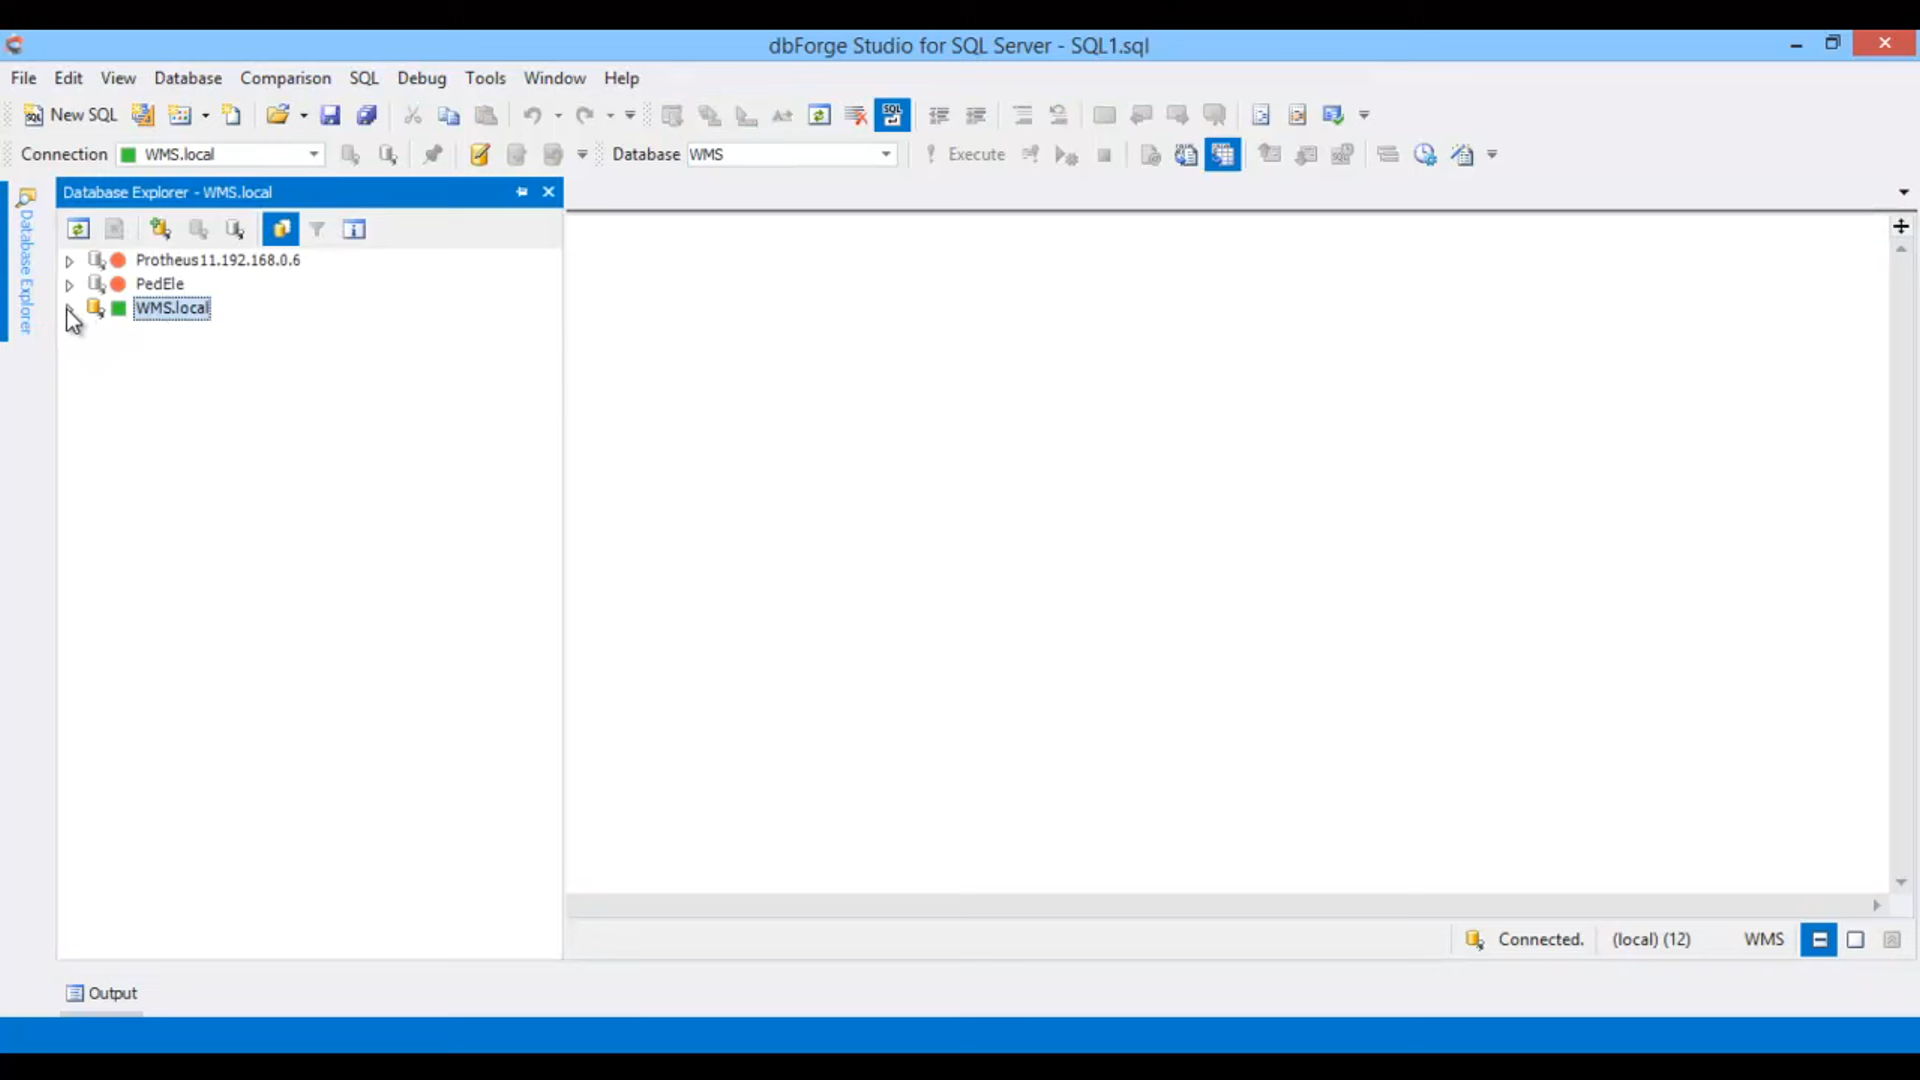 dbForge Studio for SQL Server - SQL1.sql
File Edit View Database Comparison SQL Debug Tools Window Help
New SQL
Connection WMS.local Database WMS Execute
Database Explorer - WMS.local
Database Explorer
Protheus11.192.168.0.6
PedEle
WMS.local
Connected. (local) (12) WMS
Output